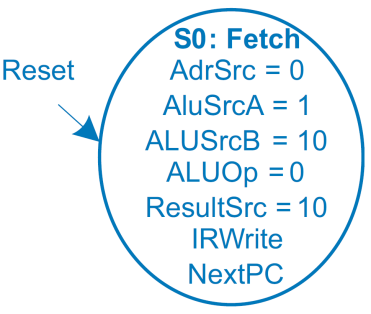 S0: Fetch
Reset
AdrSrc = 0
AluSrcA = 1
ALUSrcB = 10
ALUOp = 0
ResultSrc = 10
IRWrite
NextPC